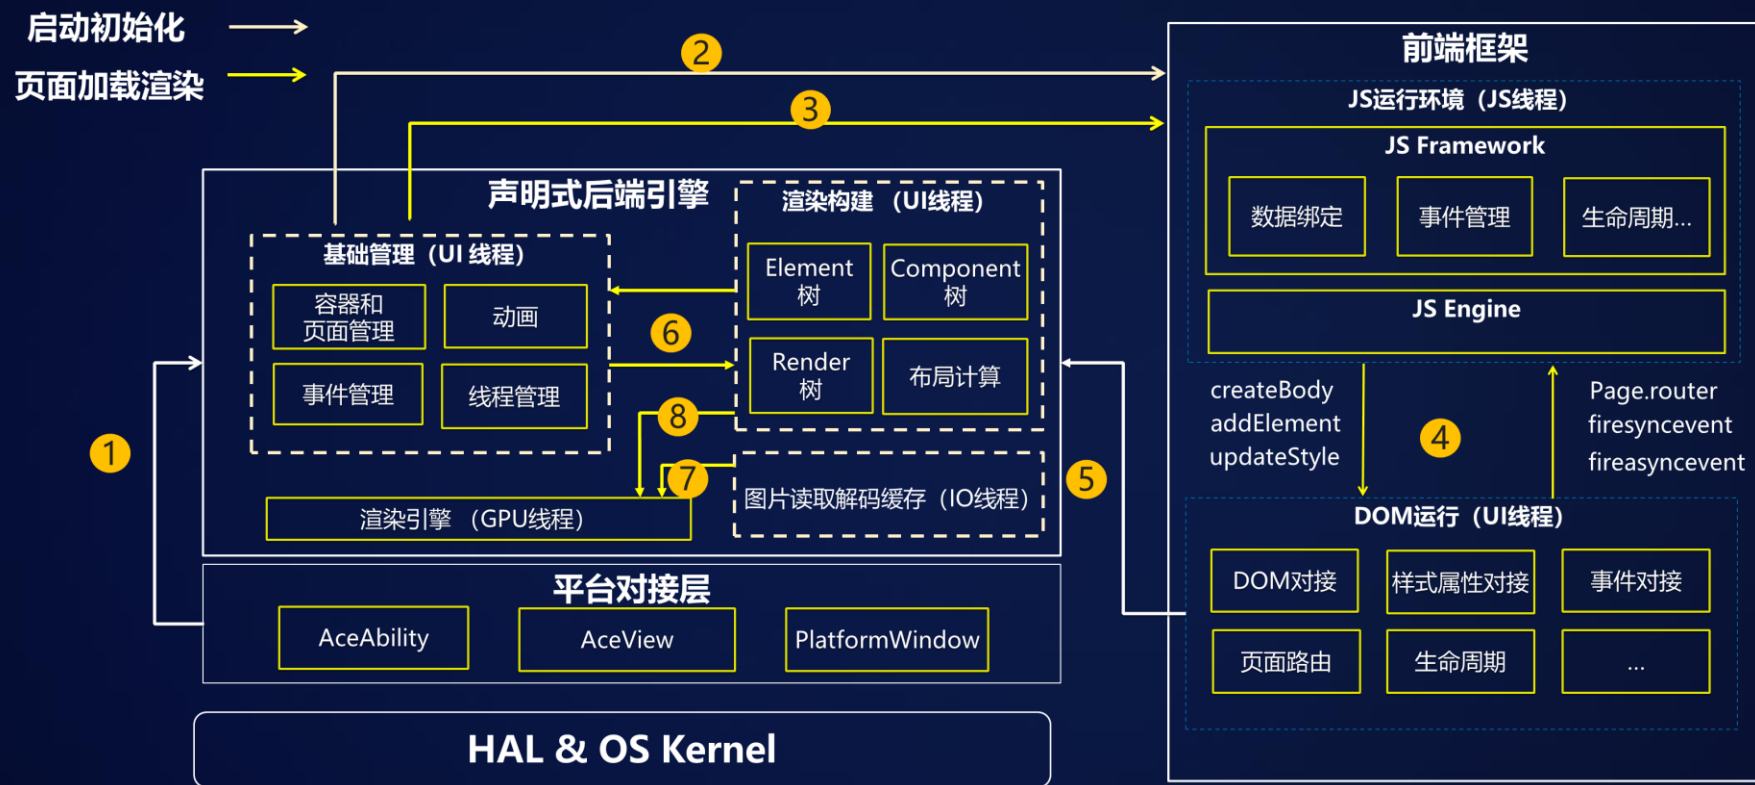 启动初始化
页面加载渲染
2
3
前端框架
JS运行环境（JS线程）
JS Framework
数据绑定
事件管理
生命周期...
JS Engine
声明式后端引擎
基础管理（UI 线程）
容器和
页面管理
动画
事件管理
线程管理
渲染构建 （UI线程）
Element
树
Component
树
Render
树
布局计算
6
8
7
1
5
图片读取解码缓存（IO线程）
渲染引擎 （GPU线程）
createBody
addElement
updateStyle
4
Page.router
firesyncevent
fireasyncevent
DOM运行（UI线程）
DOM对接
样式属性对接
事件对接
页面路由
生命周期
...
平台对接层
AceAbility
AceView
PlatformWindow
HAL & OS Kernel